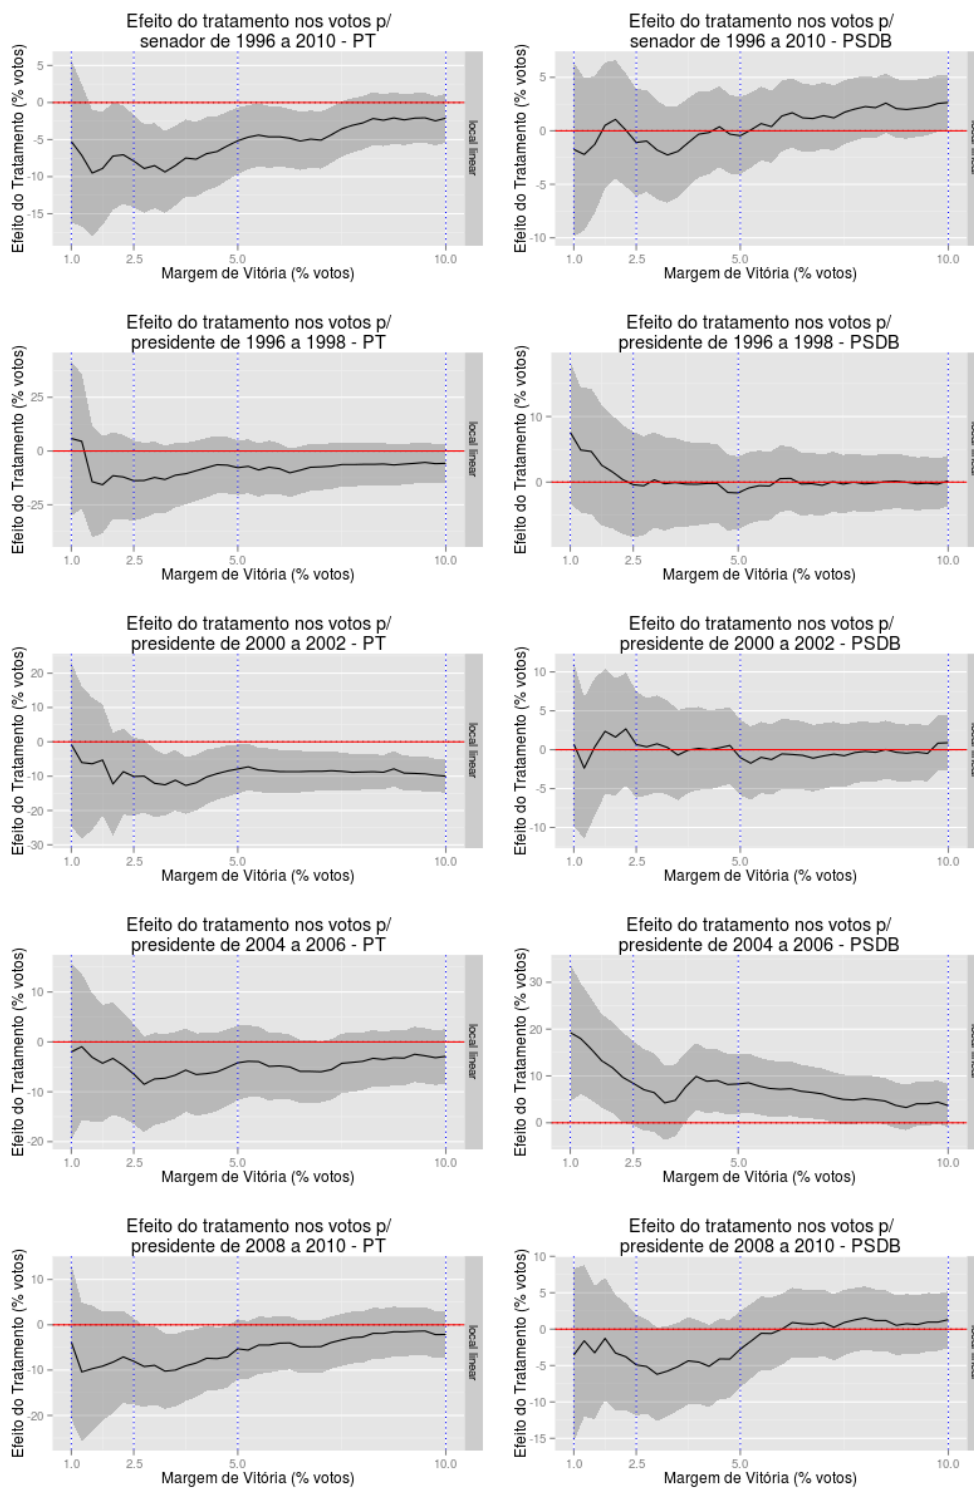 Efeito do tratamento nos votos p/
senador de 1996 a 2010 - PT
Efeito do Tratamento (% votos)
5
0
-5
-10
-15
local linear
1.0 2.5 5.0 10.0
Margem de Vitória (% votos)
Efeito do tratamento nos votos p/
senador de 1996 a 2010 - PSDB
Efeito do Tratamento (% votos)
5
0
-5
-10
local linear
1.0 2.5 5.0 10.0
Margem de Vitória (% votos)
Efeito do tratamento nos votos p/
presidente de 1996 a 1998 - PT
Efeito do Tratamento (% votos)
25
0
-25
local linear
1.0 2.5 5.0 10.0
Margem de Vitória (% votos)
Efeito do tratamento nos votos p/
presidente de 1996 a 1998 - PSDB
Efeito do Tratamento (% votos)
10
0
local linear
1.0 2.5 5.0 10.0
Margem de Vitória (% votos)
Efeito do tratamento nos votos p/
presidente de 2000 a 2002 - PT
Efeito do Tratamento (% votos)
20
10
0
-10
-20
-30
local linear
1.0 2.5 5.0 10.0
Margem de Vitória (% votos)
Efeito do tratamento nos votos p/
presidente de 2000 a 2002 - PSDB
Efeito do Tratamento (% votos)
10
5
0
-5
-10
local linear
1.0 2.5 5.0 10.0
Margem de Vitória (% votos)
Efeito do tratamento nos votos p/
presidente de 2004 a 2006 - PT
Efeito do Tratamento (% votos)
10
0
-10
-20
local linear
1.0 2.5 5.0 10.0
Margem de Vitória (% votos)
Efeito do tratamento nos votos p/
presidente de 2004 a 2006 - PSDB
Efeito do Tratamento (% votos)
30
20
10
0
local linear
1.0 2.5 5.0 10.0
Margem de Vitória (% votos)
Efeito do tratamento nos votos p/
presidente de 2008 a 2010 - PT
Efeito do Tratamento (% votos)
10
0
-10
-20
local linear
1.0 2.5 5.0 10.0
Margem de Vitória (% votos)
Efeito do tratamento nos votos p/
presidente de 2008 a 2010 - PSDB
Efeito do Tratamento (% votos)
10
5
0
-5
-10
-15
local linear
1.0 2.5 5.0 10.0
Margem de Vitória (% votos)